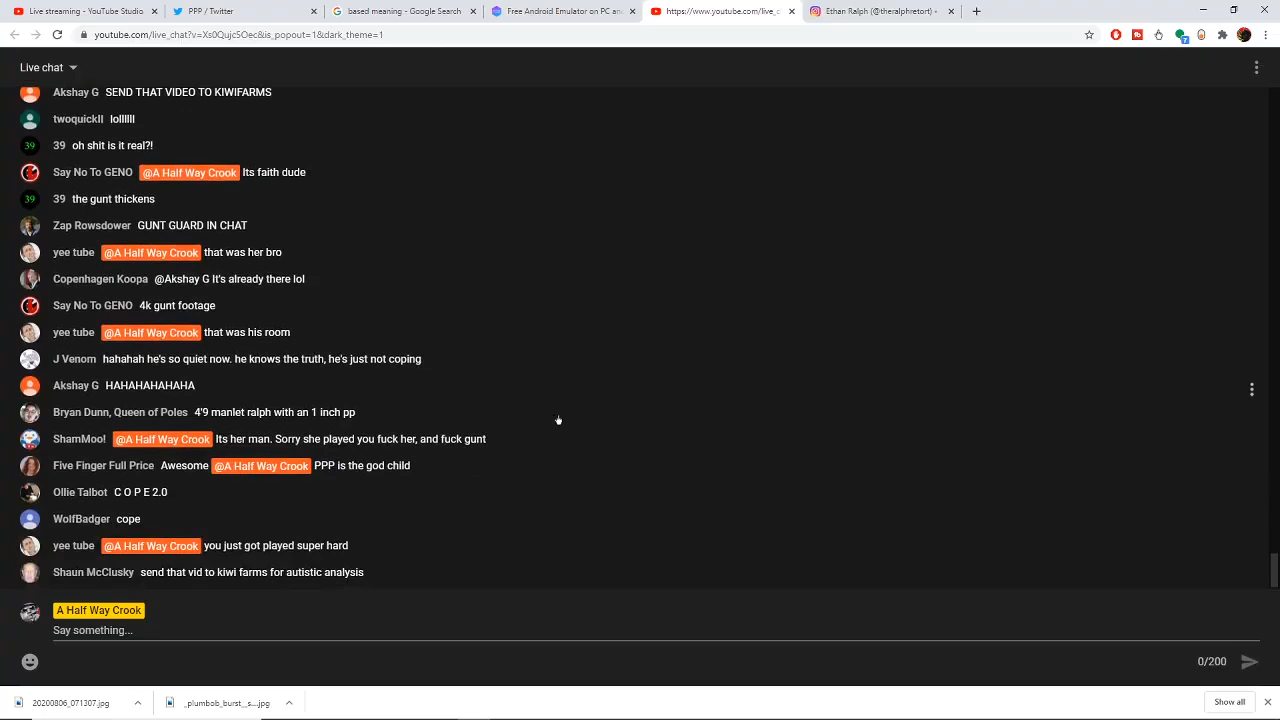 Live streaming - YouTube Studio
PPP / Twitter
based meaning - Google Search
Free Android Emulator on PC an
https://www.youtube.com/live_c
Ethan Ralph (@theralphretort) •
youtube.com/live_chat?v=Xs0Qujc5Oec&is_popout=1&dark_theme=1
Live chat
Akshay G SEND THAT VIDEO TO KIWIFARMS
twoquickII lollllll
39 39 oh shit is it real?!
Say No To GENO @A Half Way Crook Its faith dude
39 39 the gunt thickens
Zap Rowsdower GUNT GUARD IN CHAT
yee tube @A Half Way Crook that was her bro
Copenhagen Koopa @Akshay G It's already there lol
Say No To GENO 4k gunt footage
yee tube @A Half Way Crook that was his room
J Venom hahahah he's so quiet now. he knows the truth, he's just not coping
Akshay G HAHAHAHAHAHA
Bryan Dunn, Queen of Poles 4'9 manlet ralph with an 1 inch pp
ShamMoo! @A Half Way Crook Its her man. Sorry she played you fuck her, and fuck gunt
Five Finger Full Price Awesome @A Half Way Crook PPP is the god child
Ollie Talbot C O P E 2.0
WolfBadger cope
yee tube @A Half Way Crook you just got played super hard
Shaun McClusky send that vid to kiwi farms for autistic analysis
A Half Way Crook
Say something...
0/200
20200806_071307.jpg
_plumbob_burst__s....jpg
Show all